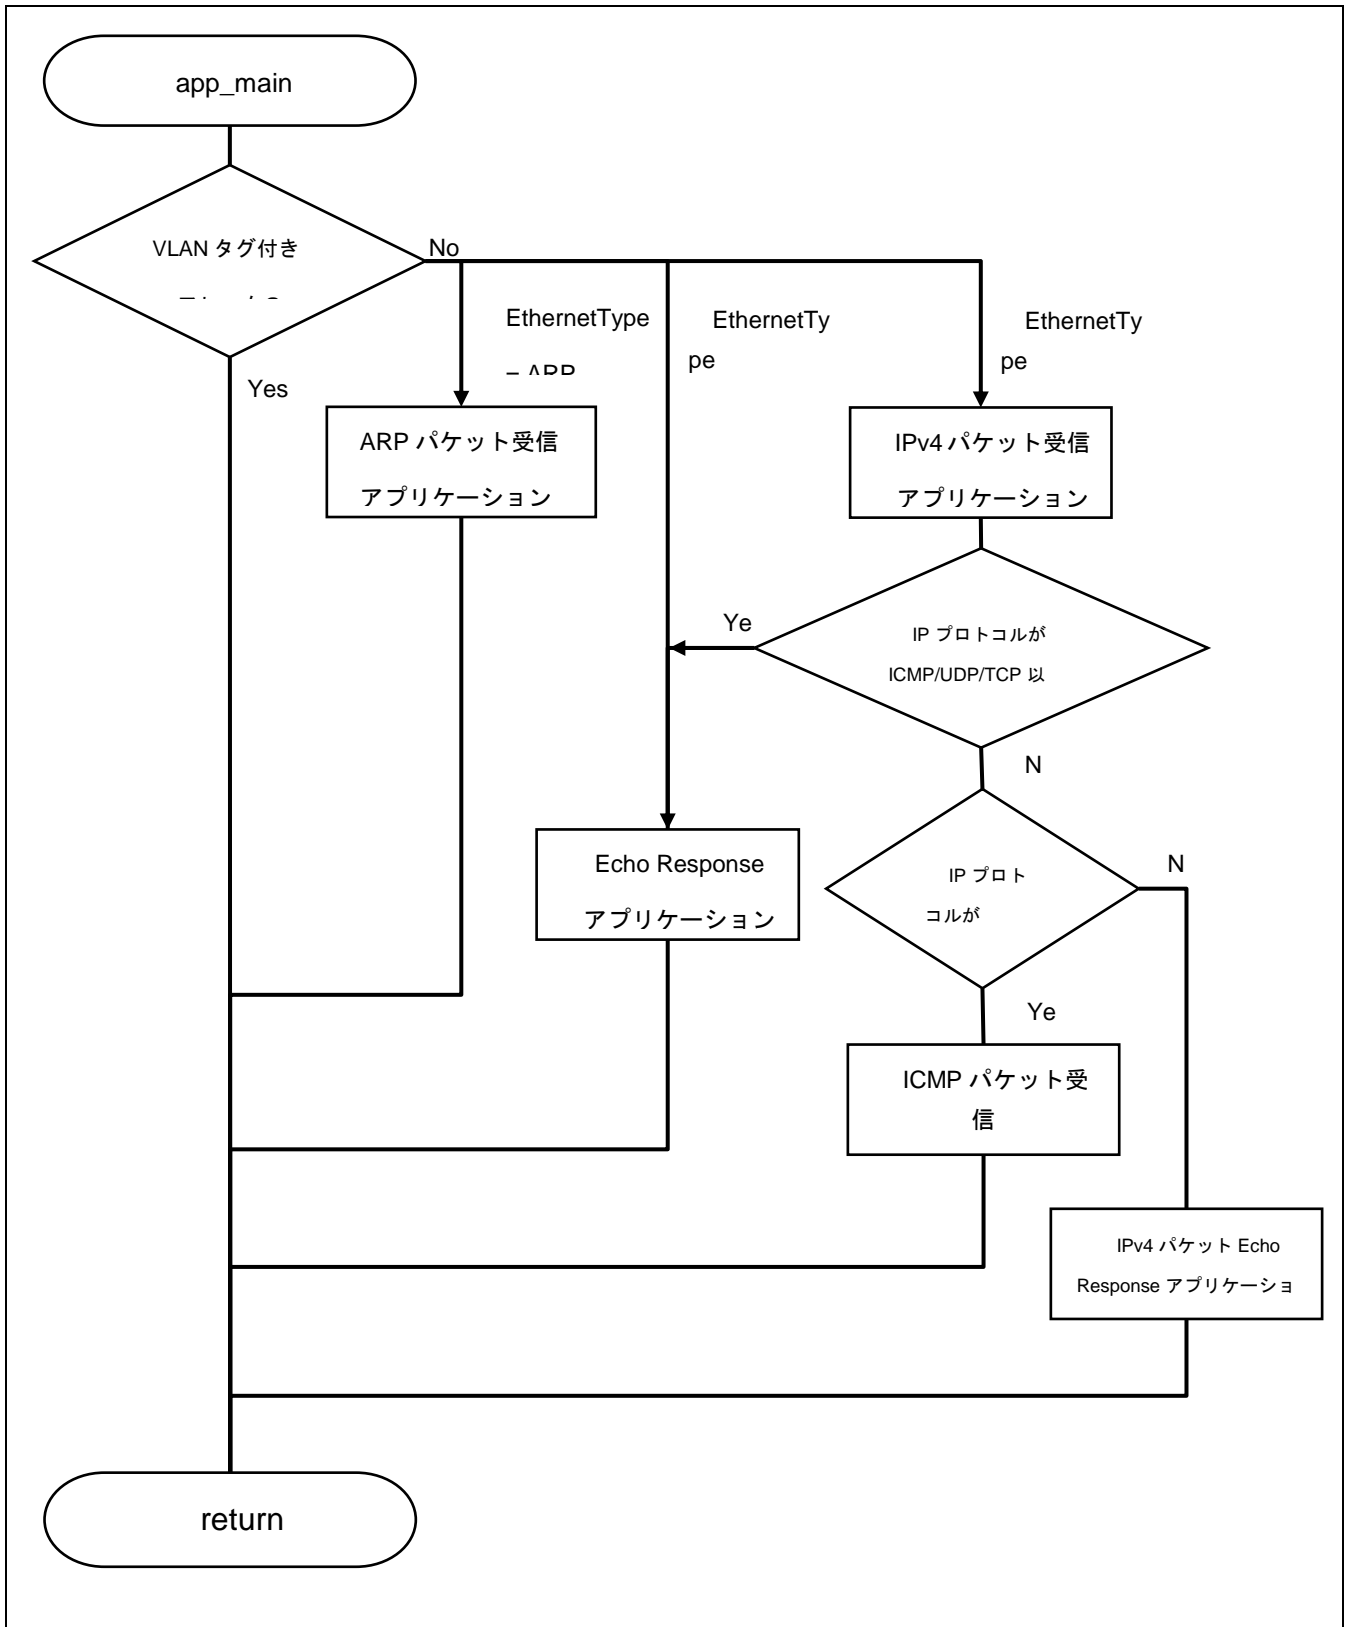 app_main
VLAN タグ付き
No
EthernetType
EthernetTy
pe
EthernetTy
pe
Yes
ARP パケット受信
アプリケーション
IPv4 パケット受信
アプリケーション
Ye
IP プロトコルが
ICMP/UDP/TCP 以
N
Echo Response
アプリケーション
IP プロト
コルが
N
Ye
ICMP パケット受
信
IPv4 パケット Echo
Response アプリケーショ
return